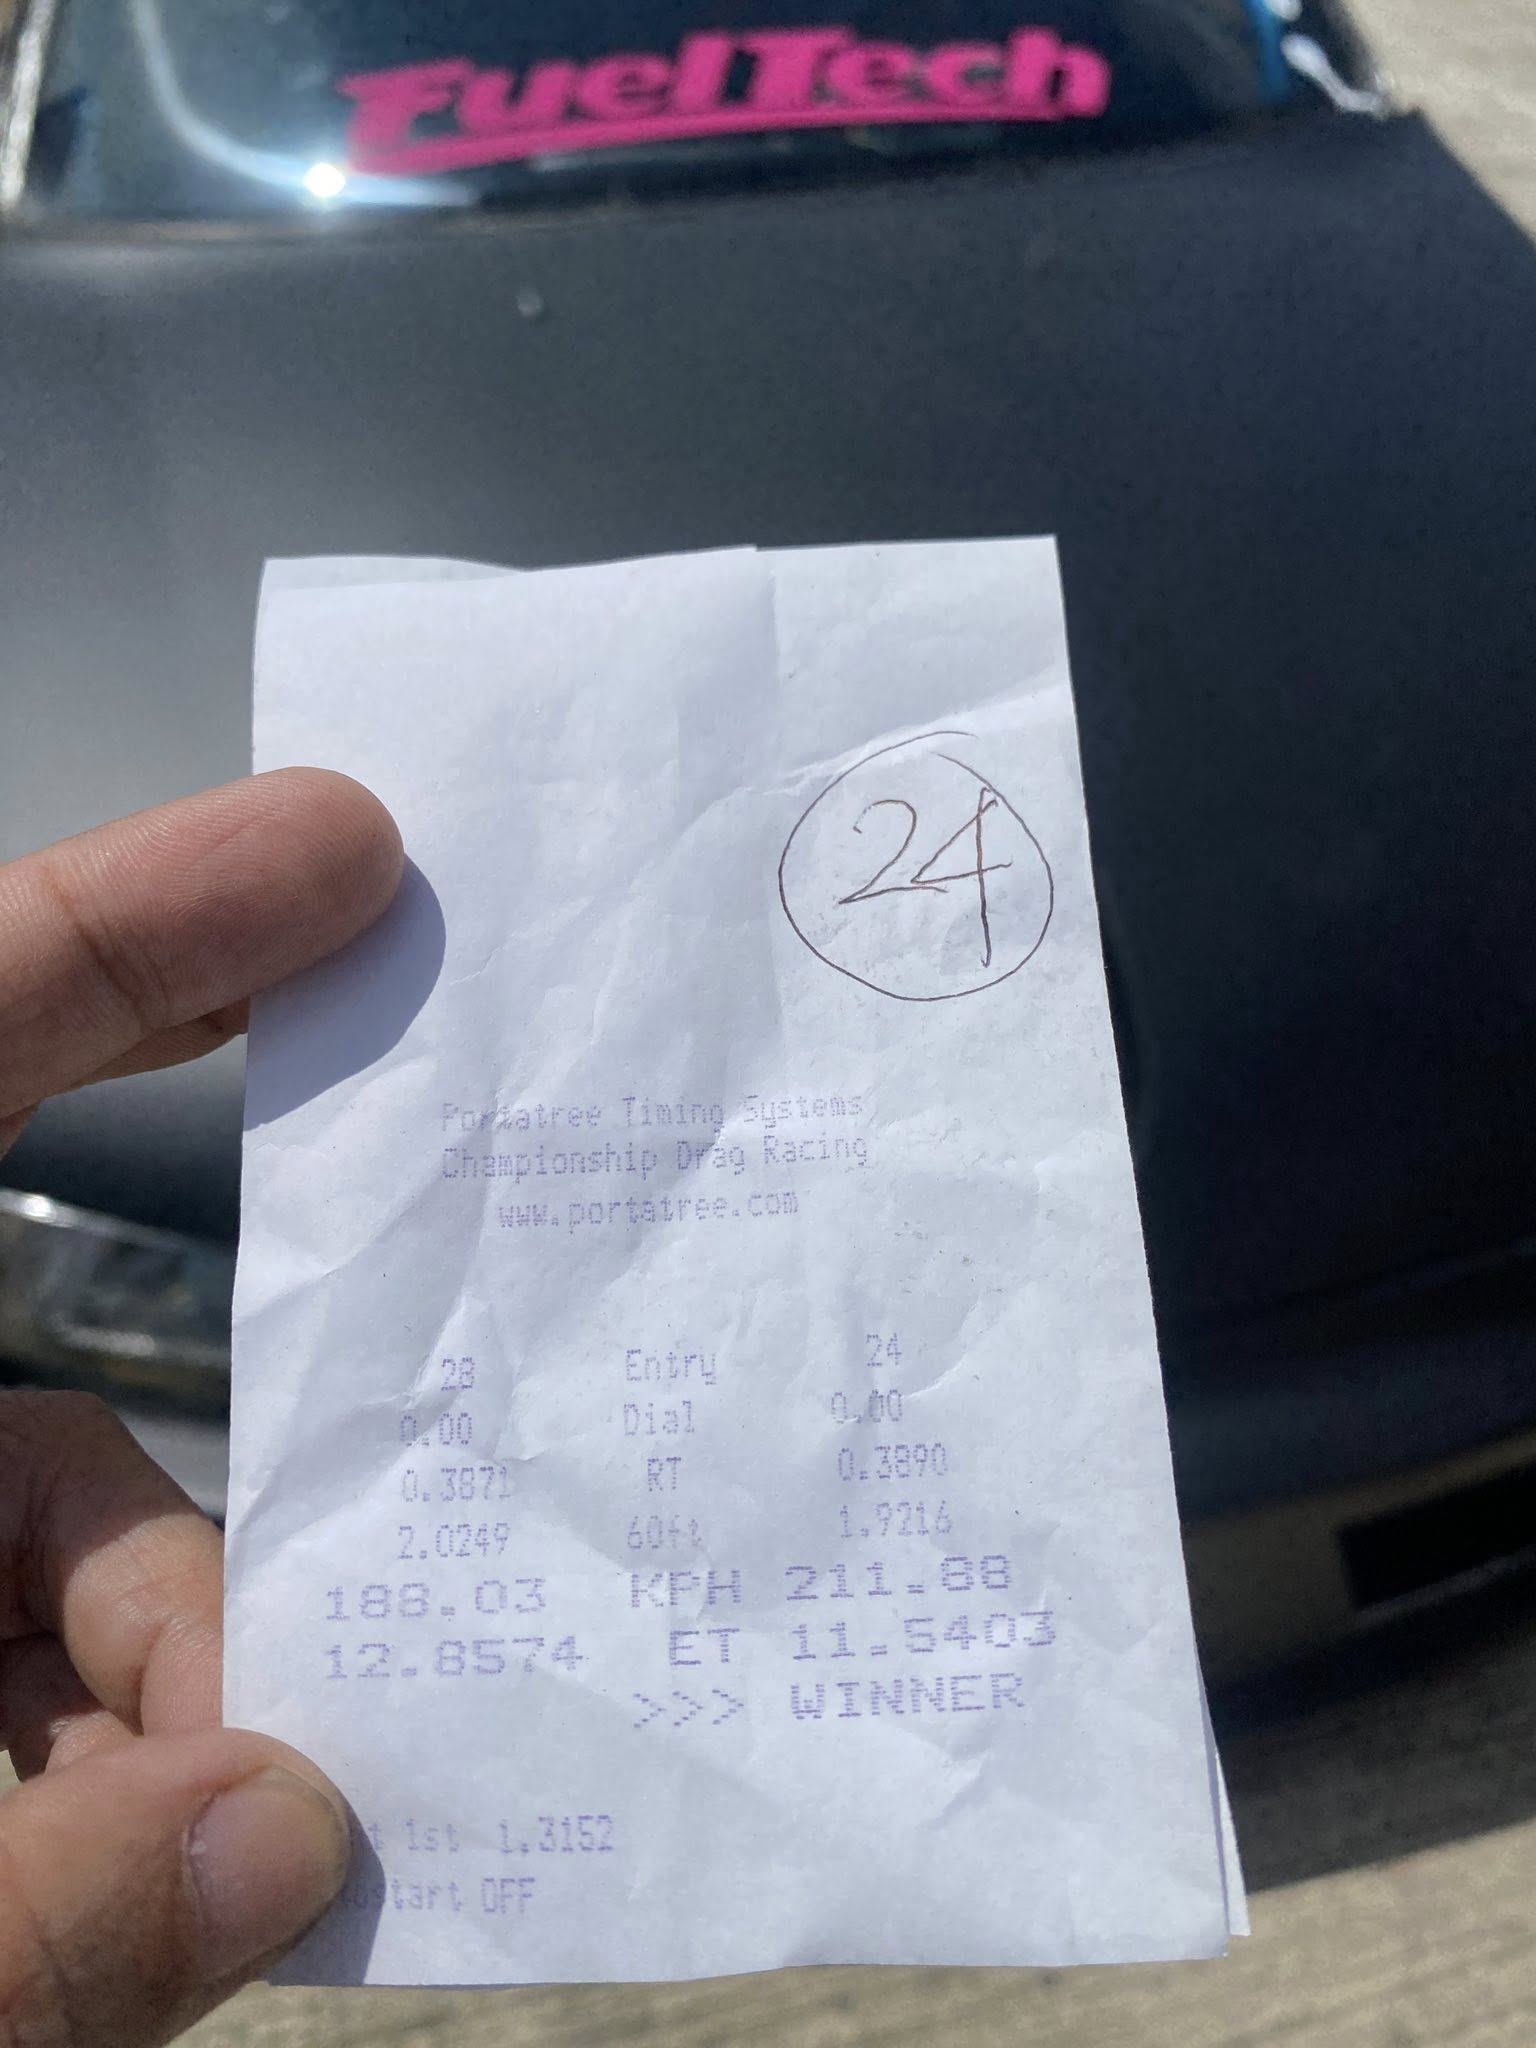 FuelTech
24
Portatree Timing Systems
Championship Drag Racing
www.portatree.com
28 Entry 24
0.00 Dial 0.00
0.3871 RT 0.3890
2.0249 60ft 1.9216
188.03 KPH 211.88
12.8574 ET 11.5403
>>> WINNER
1st 1.3152
OFF